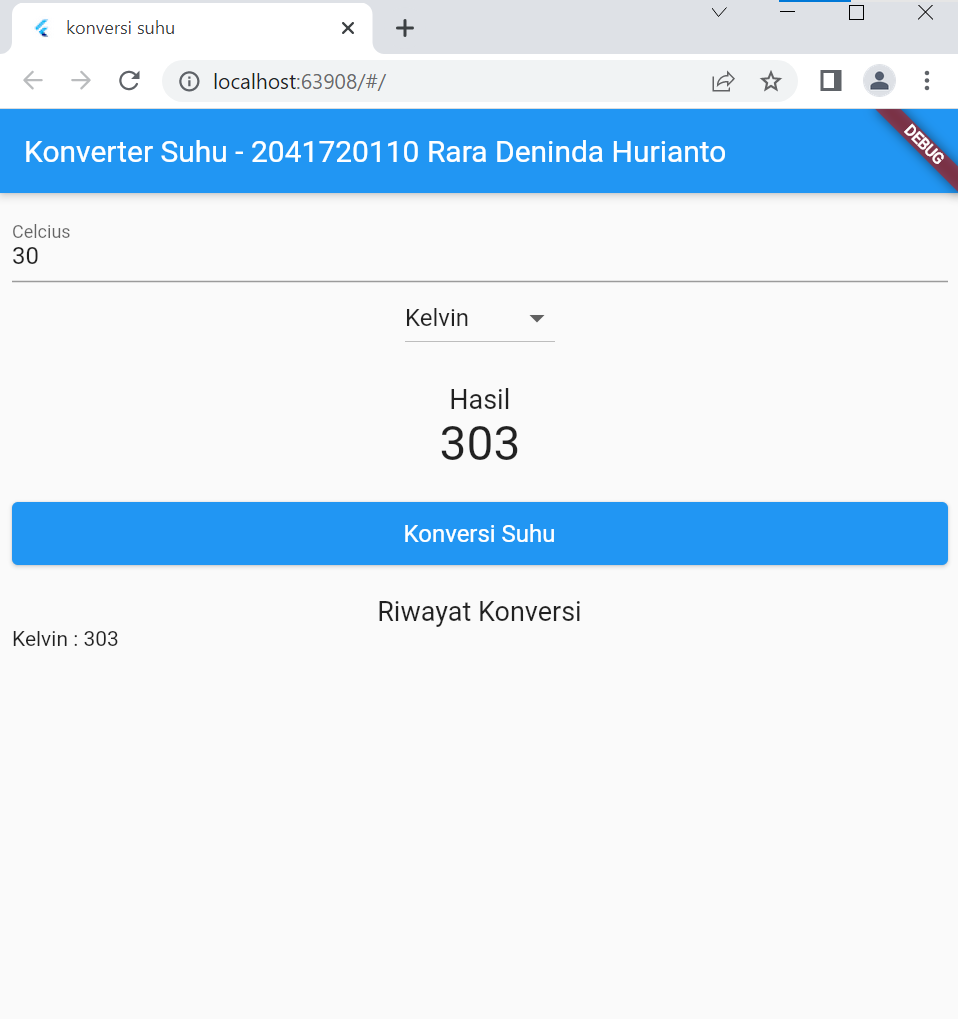 konversi suhu
localhost:63908/#/
Konverter Suhu - 2041720110 Rara Deninda Hurianto
DEBUG
Celcius
30
Kelvin
Hasil
303
Konversi Suhu
Riwayat Konversi
Kelvin : 303